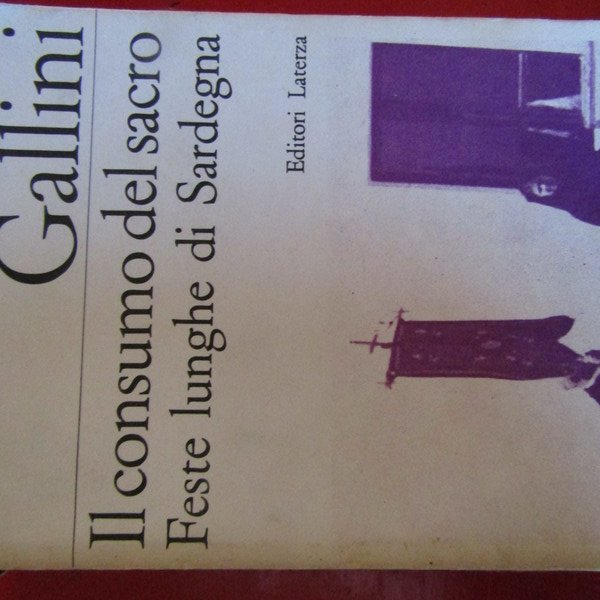 Gallini
Il consumo del sacro
Feste lunghe di Sardegna
Editori Laterza